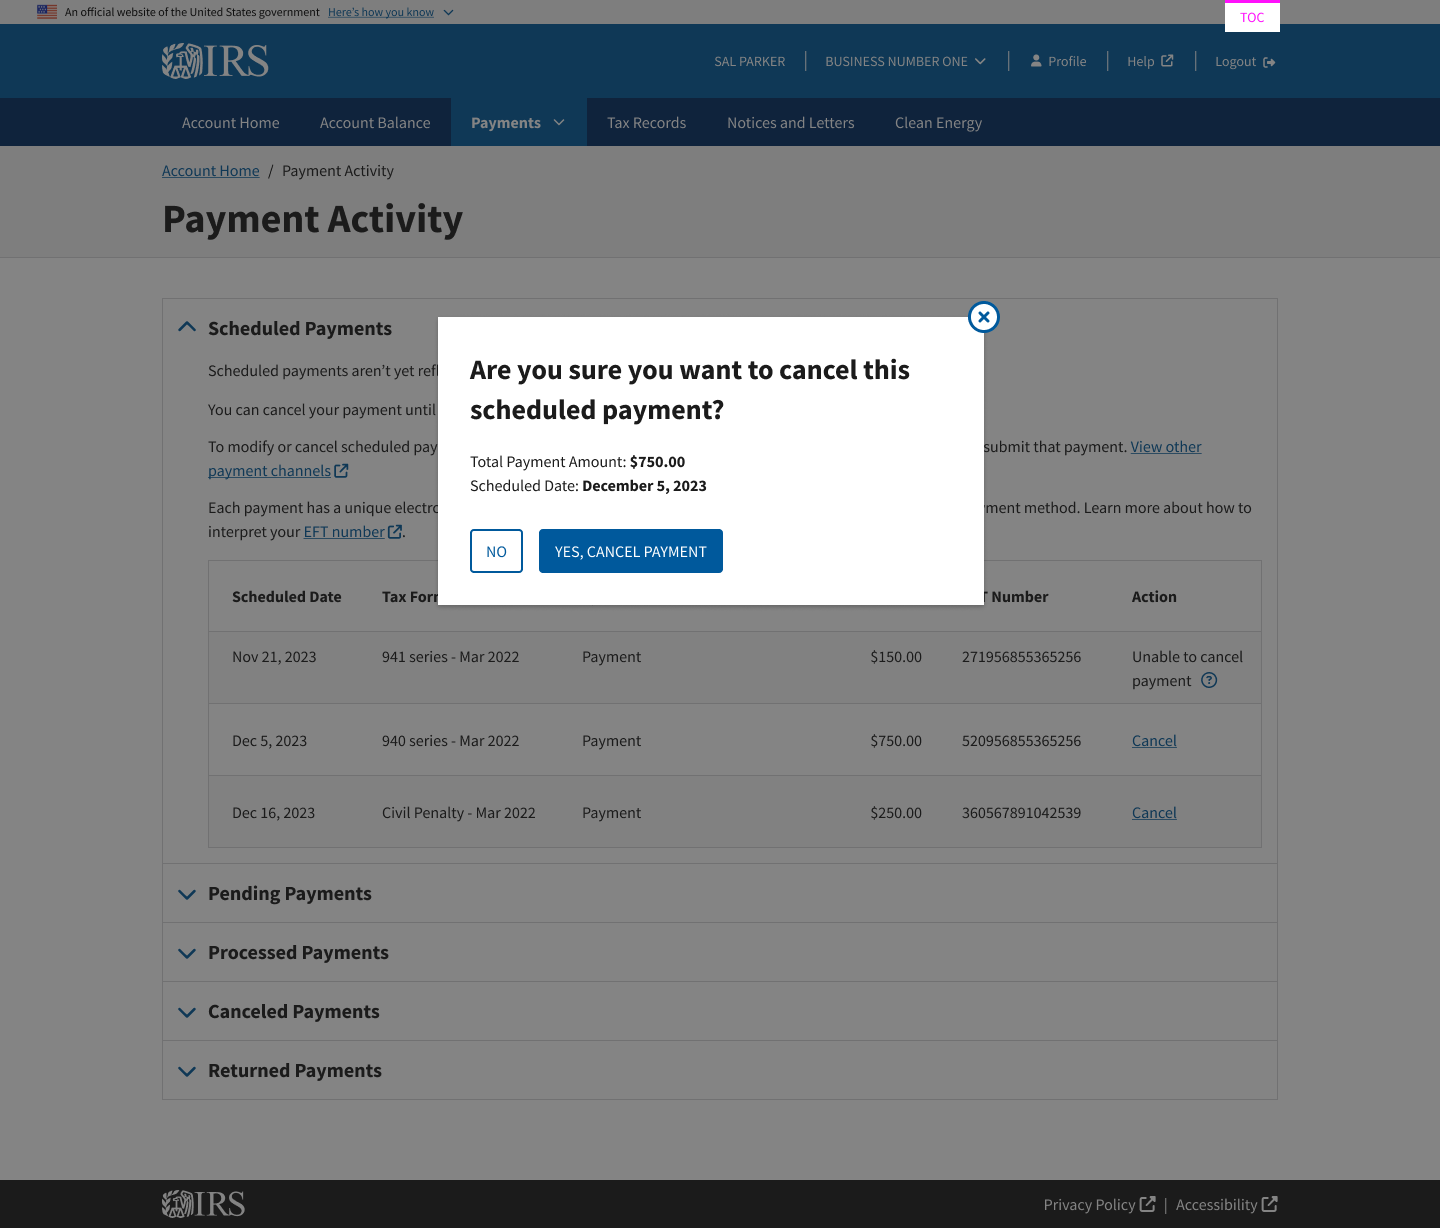 An official website of the United States government Here's how you know
TOC
IRS
SAL PARKER
BUSINESS NUMBER ONE
Profile
Help
Logout
Account Home
Account Balance
Payments
Tax Records
Notices and Letters
Clean Energy
Account Home / Payment Activity
Payment Activity
Scheduled Payments
Scheduled payments aren’t yet
You can cancel your payment until
To modify or cancel scheduled submit that payment. View other
payment channels
Each payment has a unique method. Learn more about how to
interpret your EFT number.
Are you sure you want to cancel this
scheduled payment?
Total Payment Amount: $750.00
Scheduled Date: December 5, 2023
NO
YES, CANCEL PAYMENT
Scheduled Date Tax Number Action
Nov 21, 2023 941 series - Mar 2022 Payment $150.00 271956855365256 Unable to cancel
payment
Dec 5, 2023 940 series - Mar 2022 Payment $750.00 520956855365256 Cancel
Dec 16, 2023 Civil Penalty - Mar 2022 Payment $250.00 360567891042539 Cancel
Pending Payments
Processed Payments
Canceled Payments
Returned Payments
IRS
Privacy Policy | Accessibility